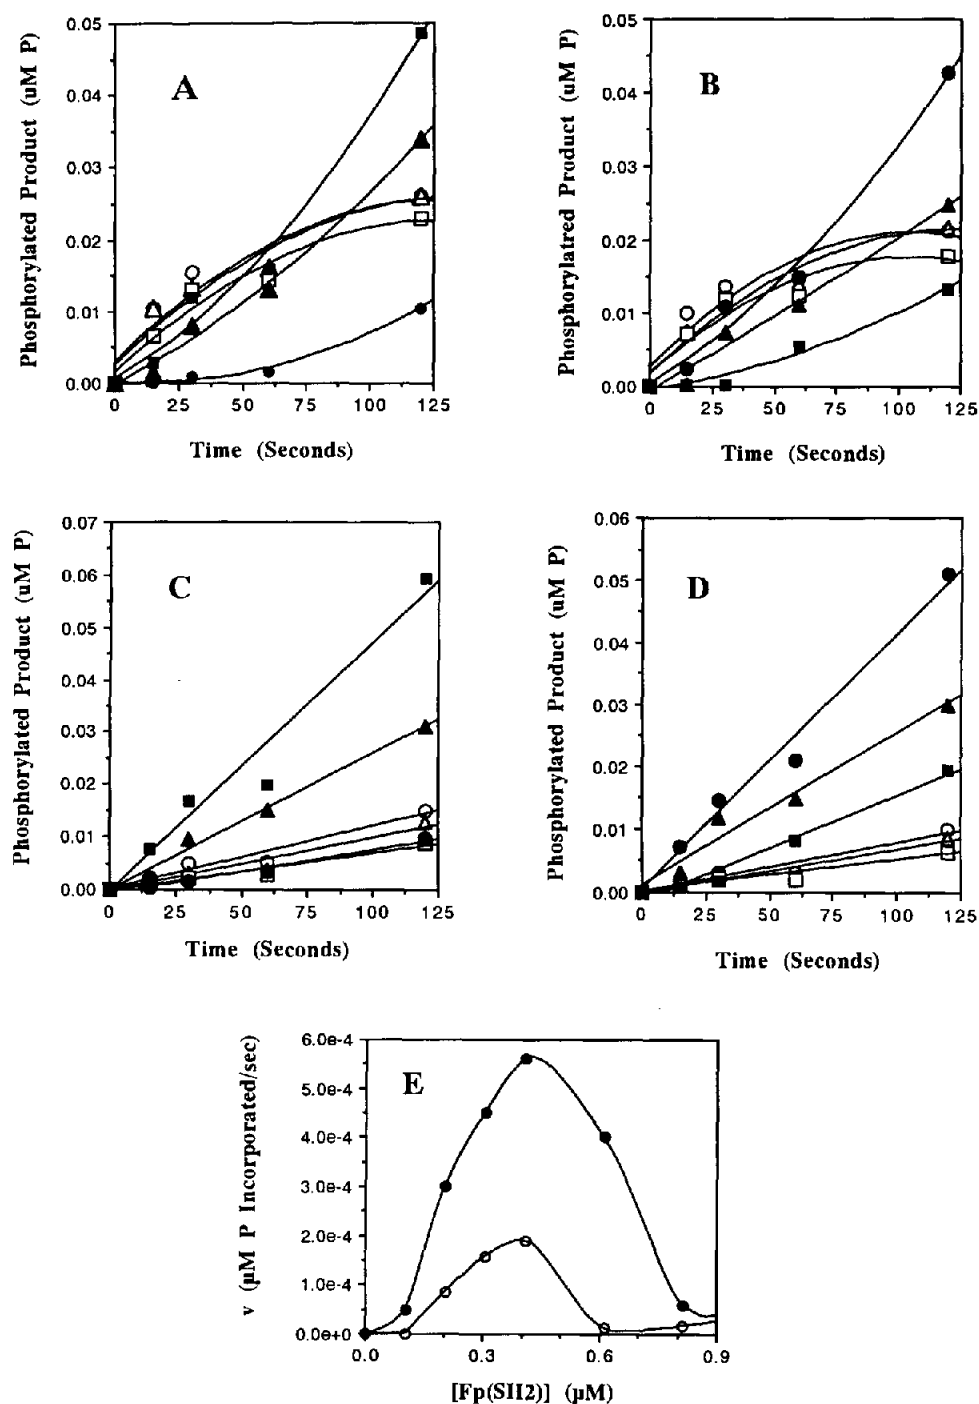 A
Phosphorylated Product (uM P)
0.05
0.04
0.03
0.02
0.01
0.00
0 25 50 75 100 125
Time (Seconds)
B
Phosphorylatred Product (uM P)
0.05
0.04
0.03
0.02
0.01
0.00
0 25 50 75 100 125
Time (Seconds)
C
Phosphorylated Product (uM P)
0.07
0.06
0.05
0.04
0.03
0.02
0.01
0.00
0 25 50 75 100 125
Time (Seconds)
D
Phosphorylated Product (uM P)
0.06
0.05
0.04
0.03
0.02
0.01
0.00
0 25 50 75 100 125
Time (Seconds)
E
v (µM P Incorporated/sec)
6.0e-4
5.0e-4
4.0e-4
3.0e-4
2.0e-4
1.0e-4
0.0e+0
0.0 0.3 0.6 0.9
[Fp(SH2)] (µM)